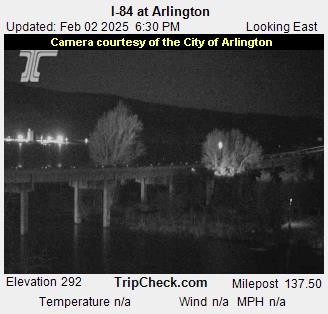 I-84 at Arlington
Updated: Feb 02 2025 6:30 PM Looking East
Camera courtesy of the City of Arlington
Elevation 292 TripCheck.com Milepost 137.50
Temperature n/a Wind n/a MPH n/a